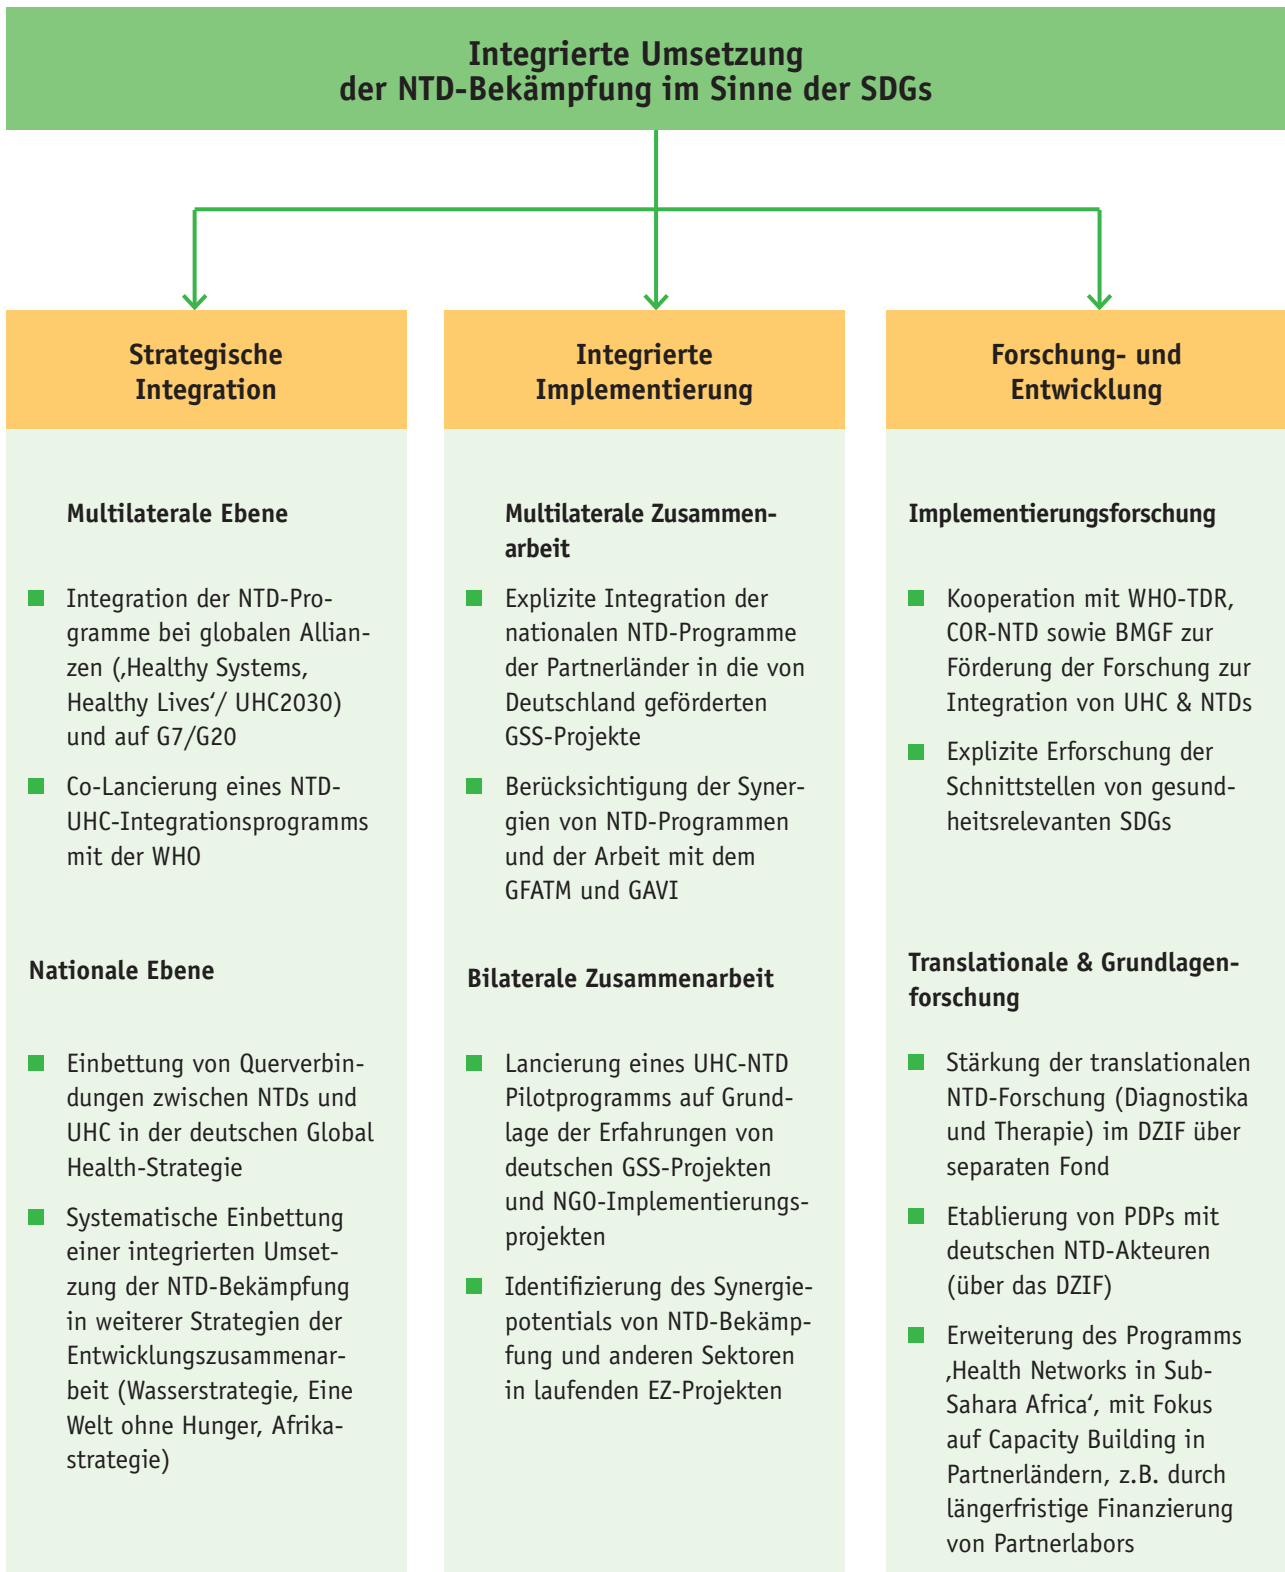 Integrierte Umsetzung
der NTD-Bekämpfung im Sinne der SDGs
Strategische
Integration
Multilaterale Ebene
Integration der NTD-Pro-
gramme bei globalen Allian-
zen (‚Healthy Systems,
Healthy Lives‘/ UHC2030)
und auf G7/G20
Co-Lancierung eines NTD-
UHC-Integrationsprogramms
mit der WHO
Nationale Ebene
Einbettung von Querverbin-
dungen zwischen NTDs und
UHC in der deutschen Global
Health-Strategie
Systematische Einbettung
einer integrierten Umset-
zung der NTD-Bekämpfung
in weiterer Strategien der
Entwicklungszusammenar-
beit (Wasserstrategie, Eine
Welt ohne Hunger, Afrika-
strategie)
Integrierte
Implementierung
Multilaterale Zusammen-
arbeit
Explizite Integration der
nationalen NTD-Programme
der Partnerländer in die von
Deutschland geförderten
GSS-Projekte
Berücksichtigung der Syner-
gien von NTD-Programmen
und der Arbeit mit dem
GFATM und GAVI
Bilaterale Zusammenarbeit
Lancierung eines UHC-NTD
Pilotprogramms auf Grund-
lage der Erfahrungen von
deutschen GSS-Projekten
und NGO-Implementierungs-
projekten
Identifizierung des Synergie-
potentials von NTD-Bekämp-
fung und anderen Sektoren
in laufenden EZ-Projekten
Forschung- und
Entwicklung
Implementierungsforschung
Kooperation mit WHO-TDR,
COR-NTD sowie BMGF zur
Förderung der Forschung zur
Integration von UHC & NTDs
Explizite Erforschung der
Schnittstellen von gesund-
heitsrelevanten SDGs
Translationale & Grundlagen-
forschung
Stärkung der translationalen
NTD-Forschung (Diagnostika
und Therapie) im DZIF über
separaten Fond
Etablierung von PDPs mit
deutschen NTD-Akteuren
(über das DZIF)
Erweiterung des Programms
‚Health Networks in Sub-
Sahara Africa‘, mit Fokus
auf Capacity Building in
Partnerländern, z.B. durch
längerfristige Finanzierung
von Partnerlabors